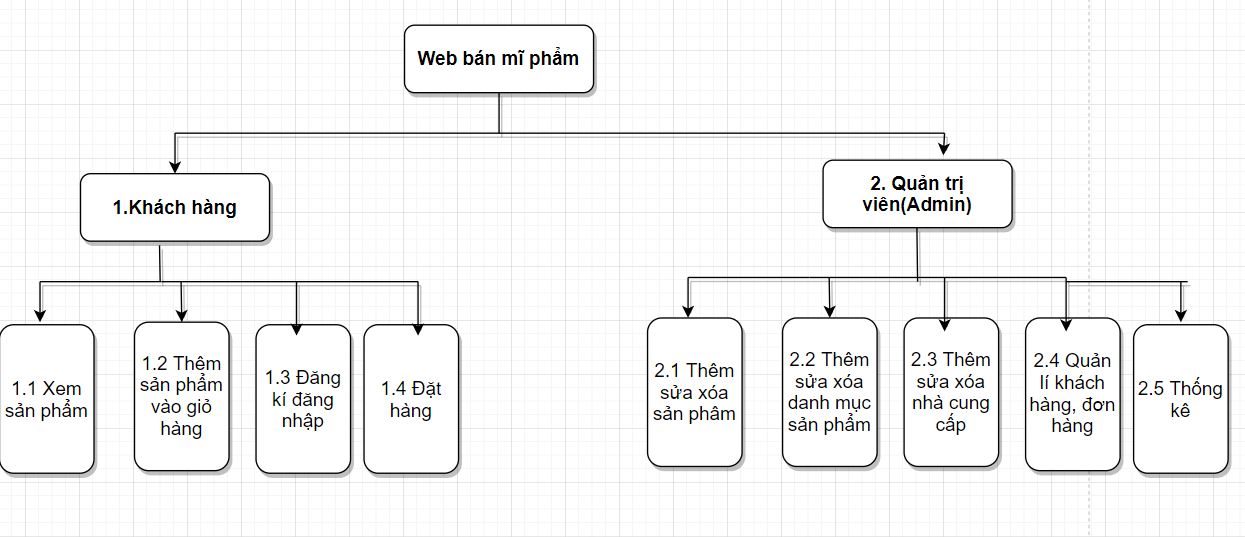 Web bán mĩ phẩm
1.Khách hàng
2. Quản trị
viên(Admin)
1.1 Xem
sản phẩm
1.2 Thêm
sản phẩm
vào giỏ
hàng
1.3 Đăng
kí đăng
nhập
1.4 Đặt
hàng
2.1 Thêm
sửa xóa
sản phâm
2.2 Thêm
sửa xóa
danh mục
sản phẩm
2.3 Thêm
sửa xóa
nhà cung
cấp
2.4 Quản
lí khách
hàng, đơn
hàng
2.5 Thống
kê